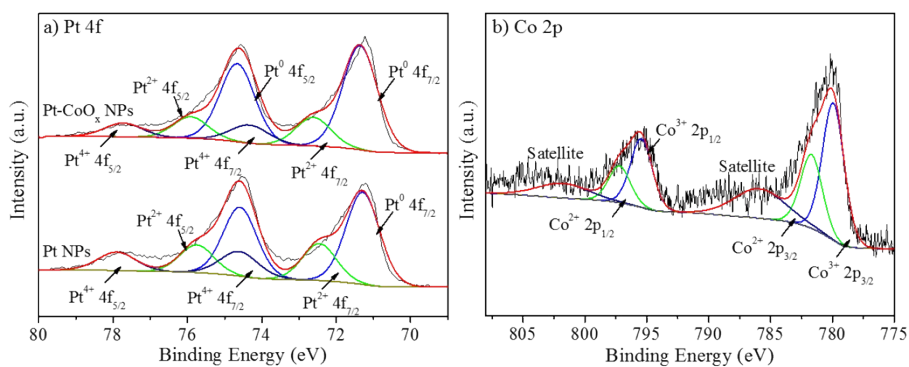 a) Pt 4f
Pt⁰ 4f₅/₂
Pt⁰ 4f₇/₂
Pt²⁺ 4f₅/₂
Pt-CoOₓ NPs
Pt⁴⁺ 4f₅/₂
Pt⁴⁺ 4f₇/₂
Pt²⁺ 4f₇/₂
Pt²⁺ 4f₅/₂
Pt⁰ 4f₇/₂
Pt NPs
Pt⁴⁺ 4f₅/₂
Pt⁴⁺ 4f₇/₂
Pt²⁺ 4f₇/₂
Intensity (a.u.)
80 78 76 74 72 70
Binding Energy (eV)
b) Co 2p
Co³⁺ 2p₁/₂
Satellite
Satellite
Co²⁺ 2p₁/₂
Co²⁺ 2p₃/₂
Co³⁺ 2p₃/₂
Intensity (a.u.)
805 800 795 790 785 780 775
Binding Energy (eV)